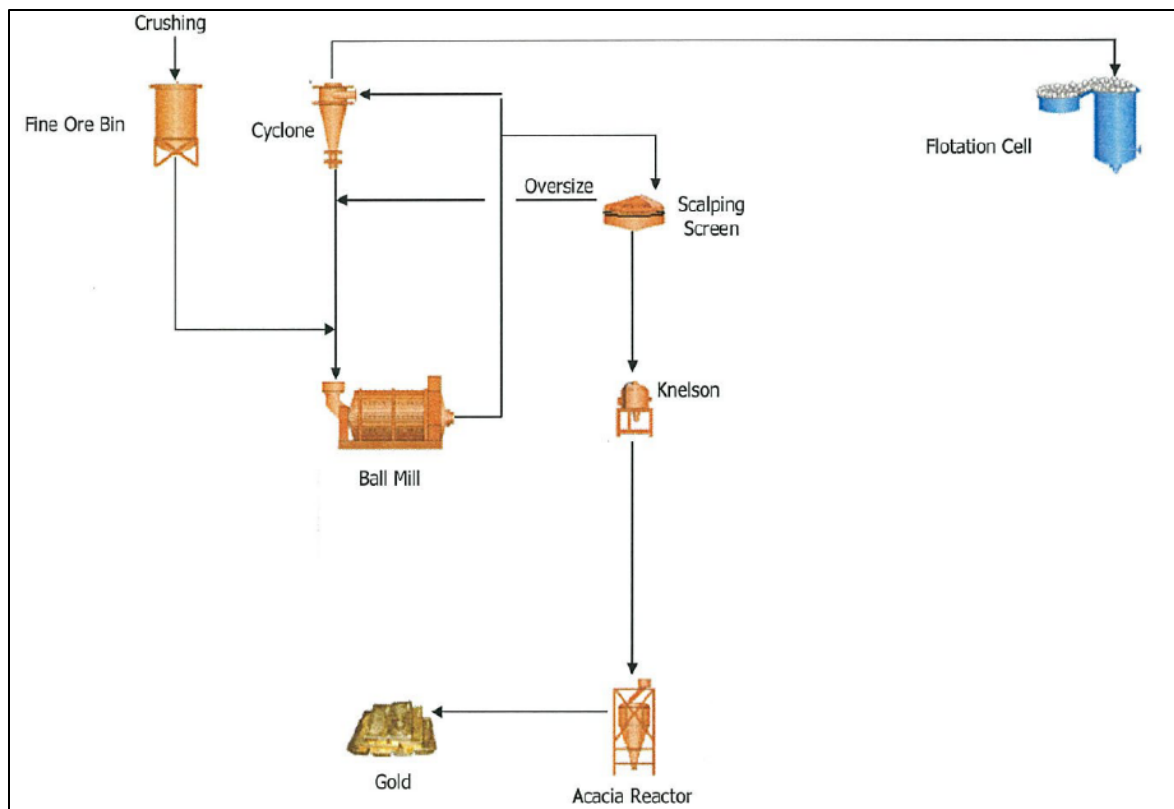 Crushing
Fine Ore Bin
Cyclone
Flotation Cell
Oversize
Scalping
Screen
Knelson
Ball Mill
Gold
Acacia Reactor